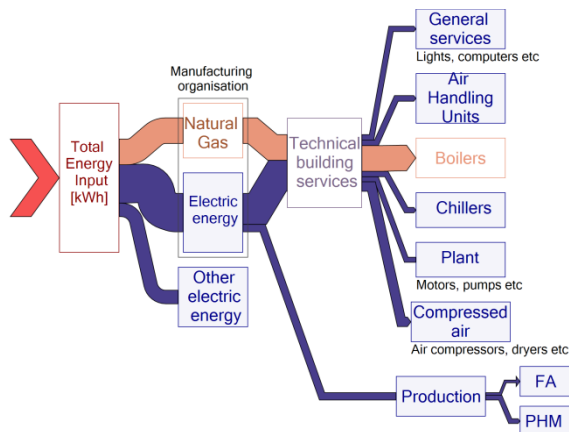 General
services
Lights, computers etc
Manufacturing
organisation
Air
Handling
Units
Natural
Gas
Total
Energy
Input
[kWh]
Technical
building
services
Boilers
Electric
energy
Chillers
Plant
Motors, pumps etc
Other
electric
energy
Compressed
air
Air compressors, dryers etc
Production
FA
PHM